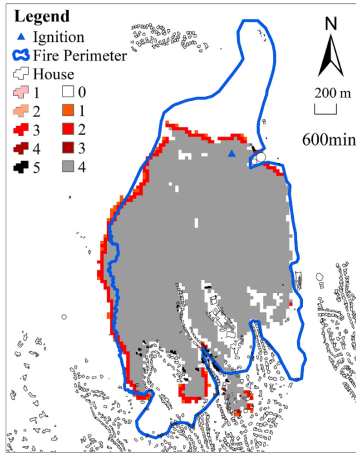 Legend
Ignition
Fire Perimeter
House
1 0
2 1
3 2
4 3
5 4
N
200 m
600min